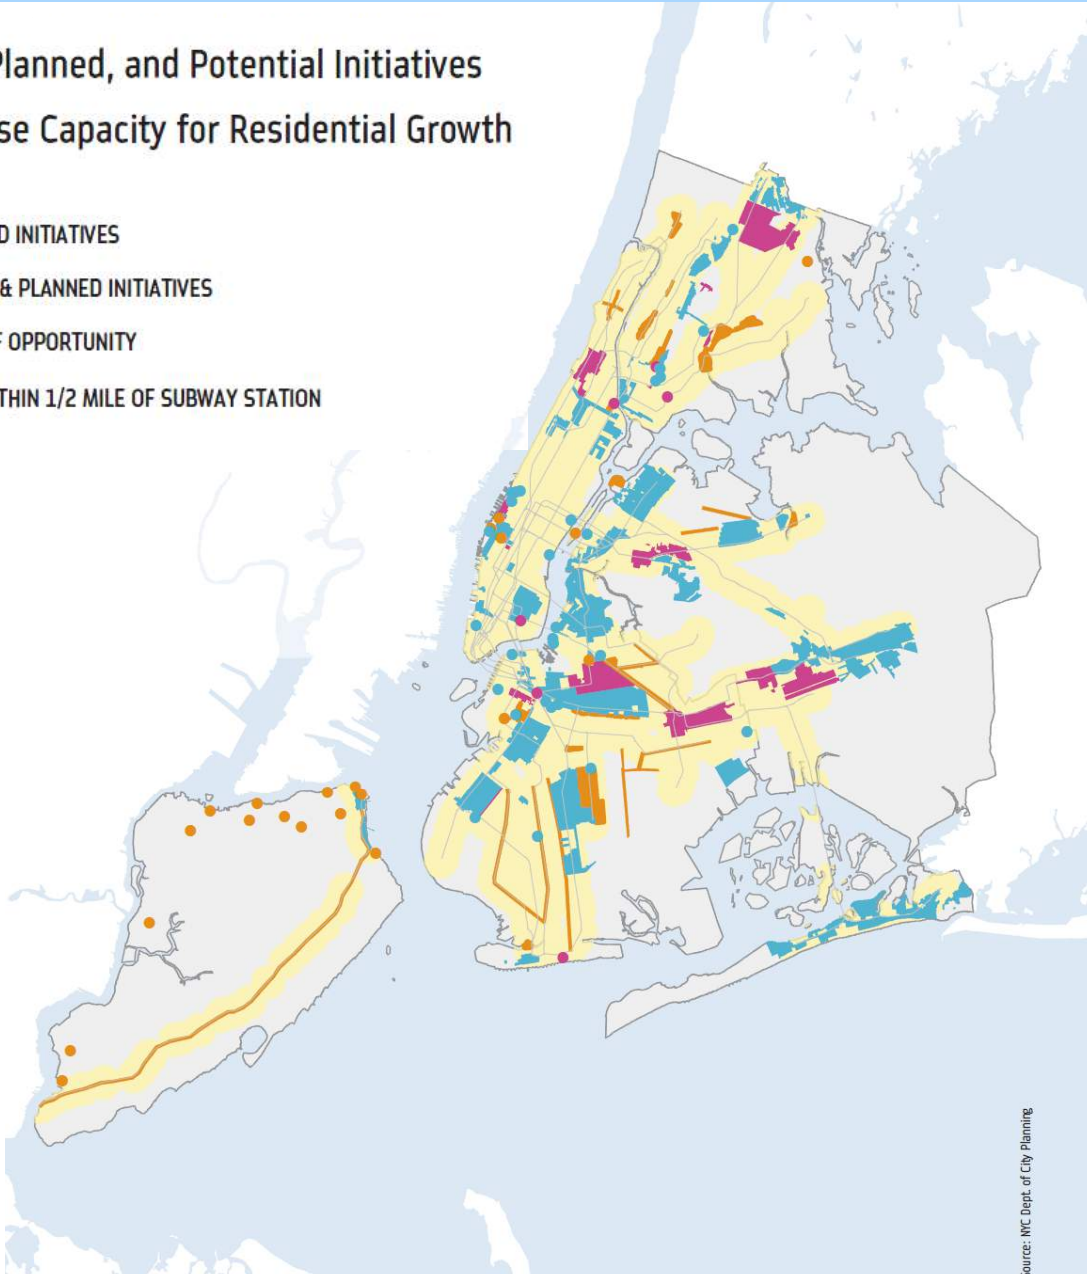 Planned, and Potential Initiatives
se Capacity for Residential Growth
D INITIATIVES
& PLANNED INITIATIVES
F OPPORTUNITY
THIN 1/2 MILE OF SUBWAY STATION
Source: NYC Dept. of City Planning